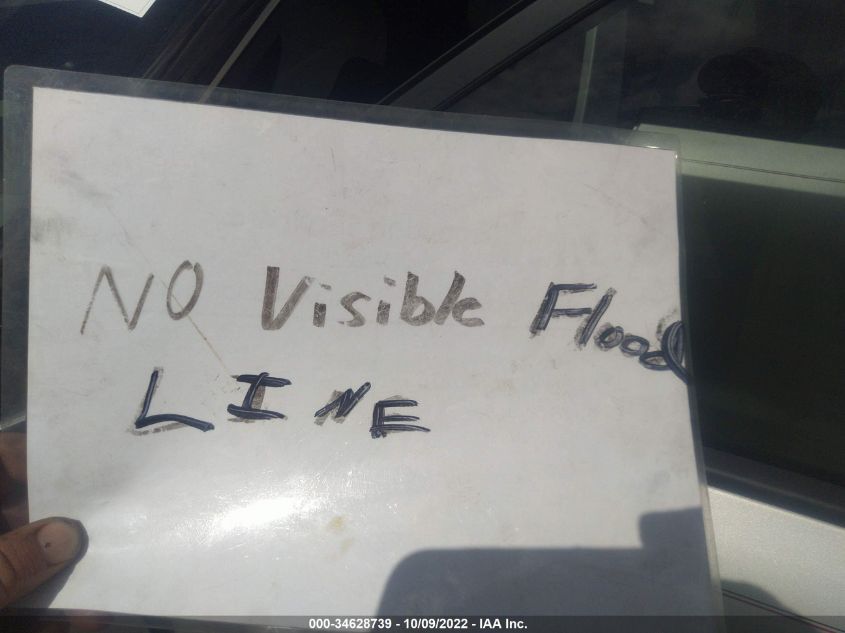 NO Visible Flood
LINE
000-34628739 - 10/09/2022 - IAA Inc.